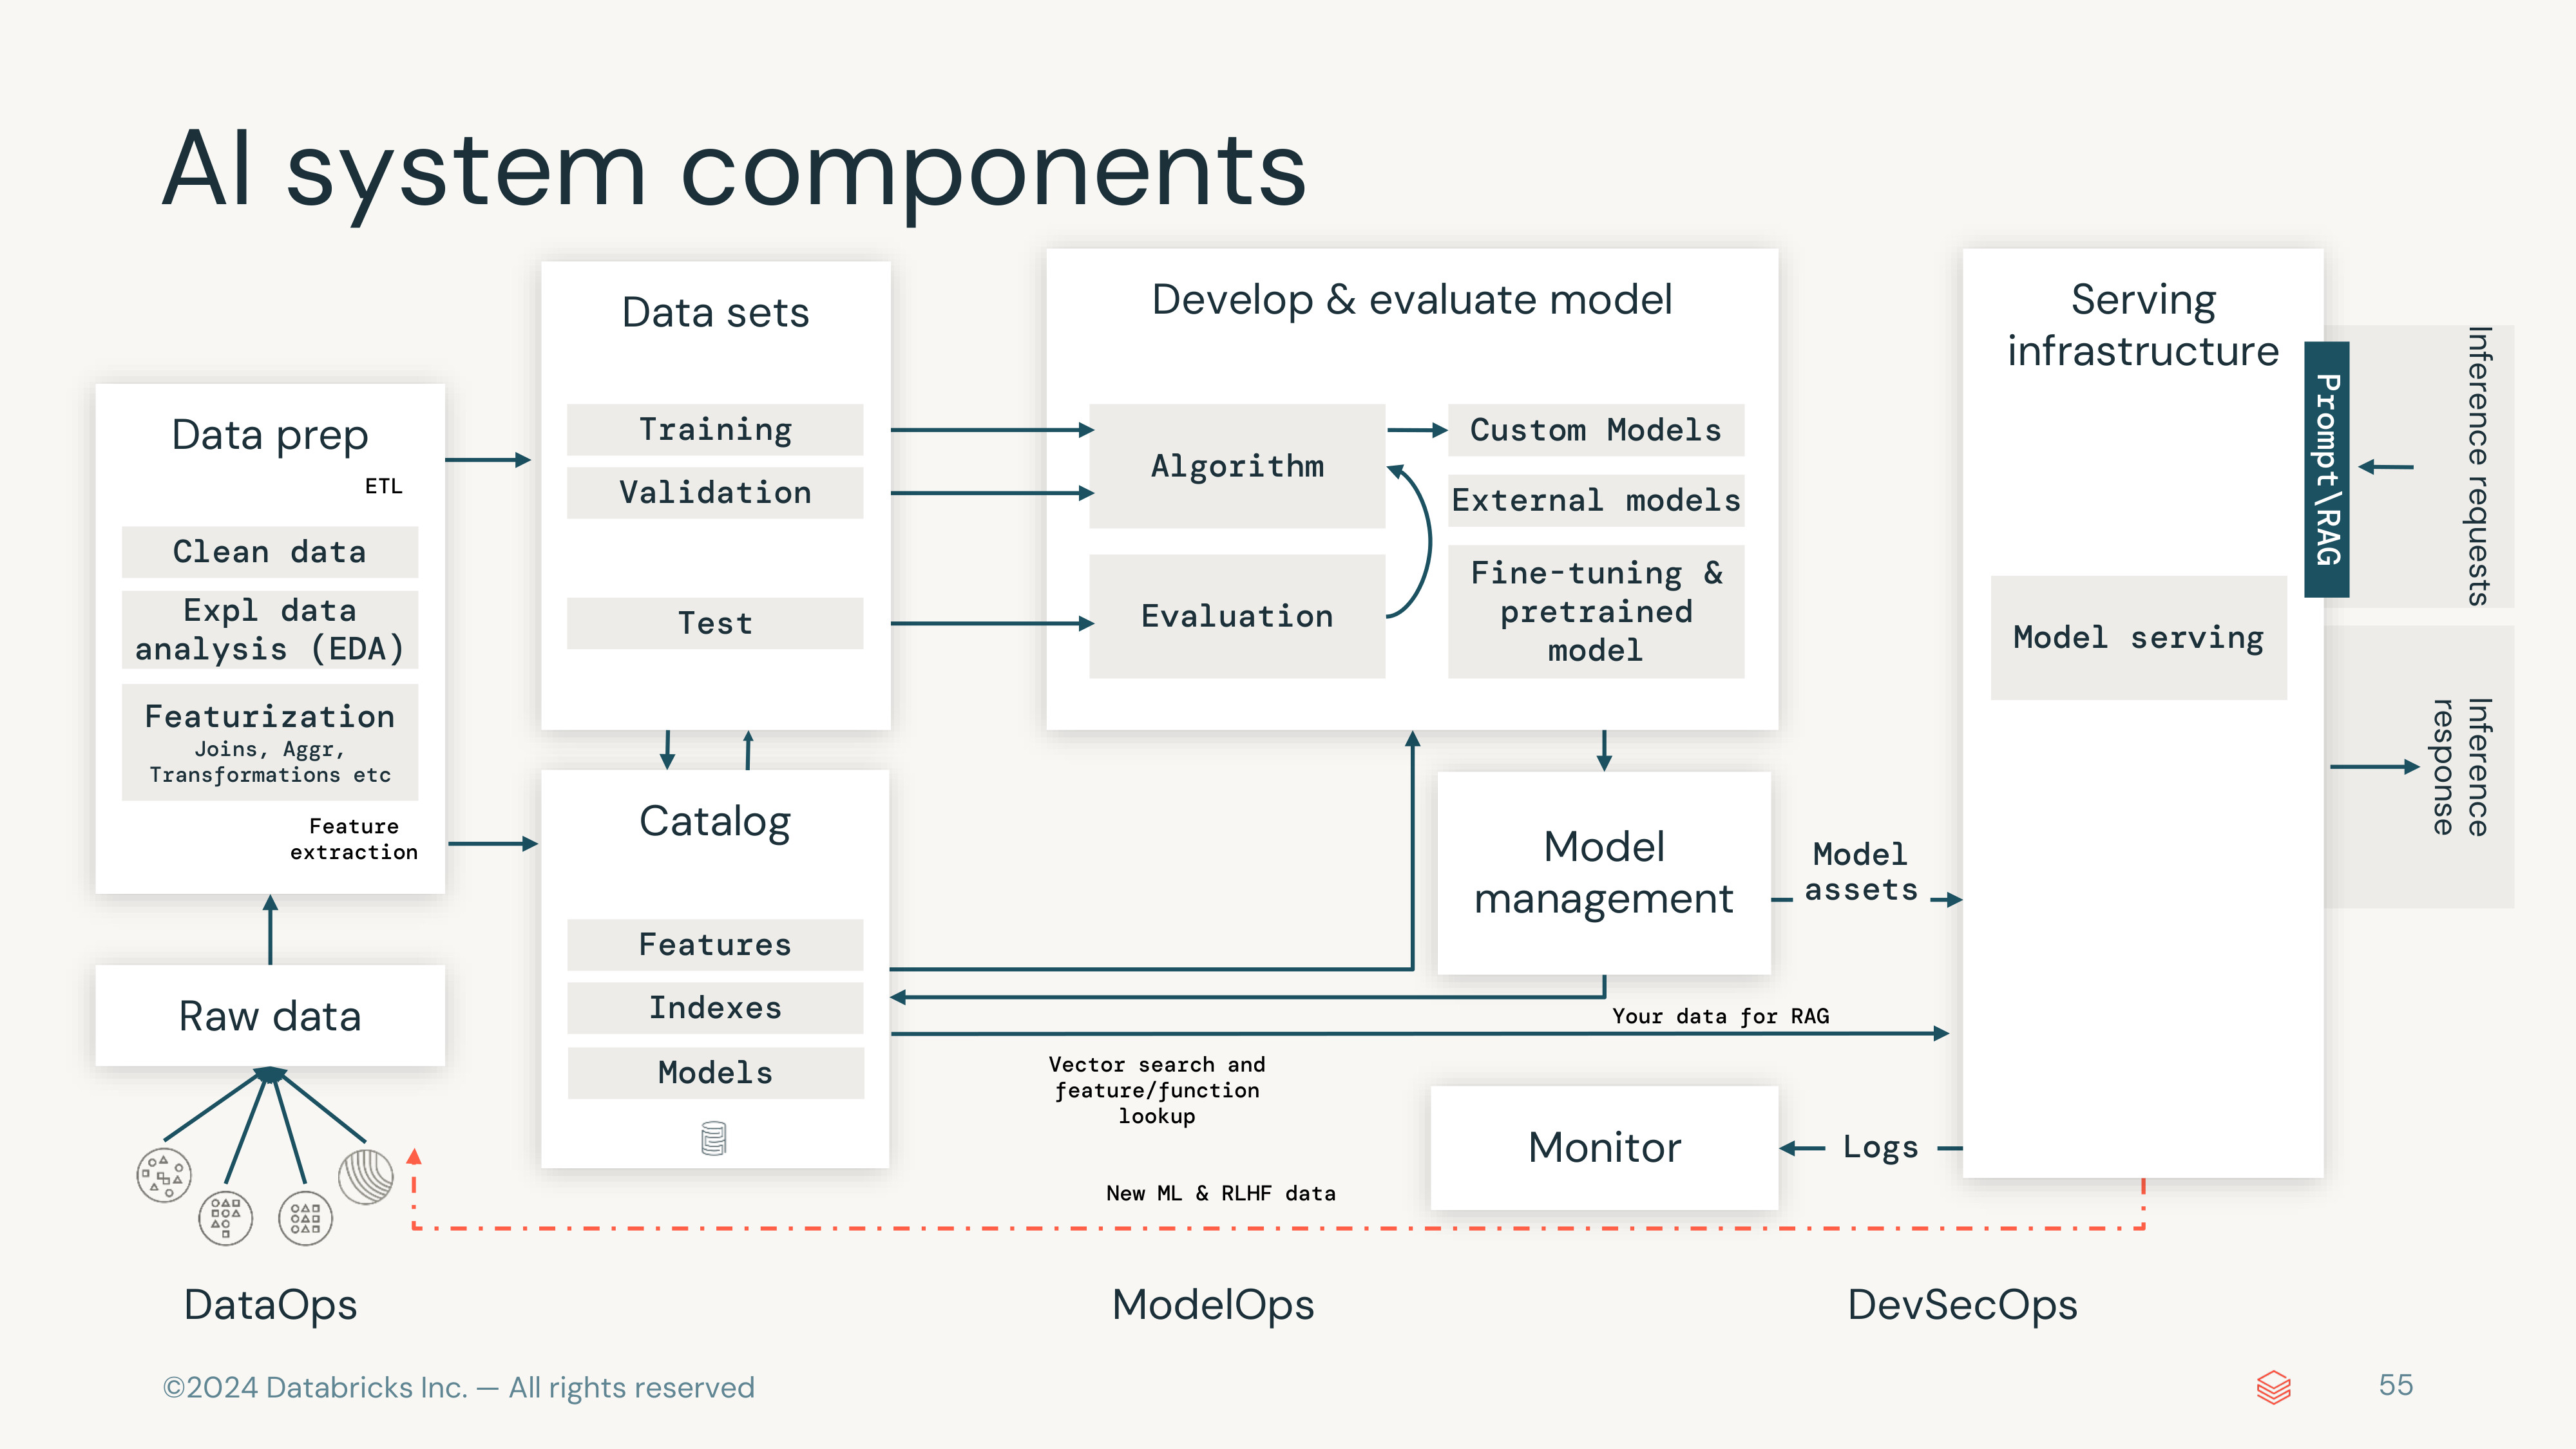 AI system components
Data prep
ETL
Clean data
Expl data
analysis (EDA)
Featurization
Joins, Aggr,
Transformations etc
Feature
extraction
Raw data
Data sets
Training
Validation
Test
Catalog
Features
Indexes
Models
Develop & evaluate model
Algorithm
Evaluation
Custom Models
External models
Fine-tuning &
pretrained
model
Model
management
Model
assets
Your data for RAG
Vector search and
feature/function
lookup
Monitor
Logs
New ML & RLHF data
Serving
infrastructure
Model serving
Prompt\RAG
Inference requests
Inference
response
DataOps
ModelOps
DevSecOps
©2024 Databricks Inc. — All rights reserved
55